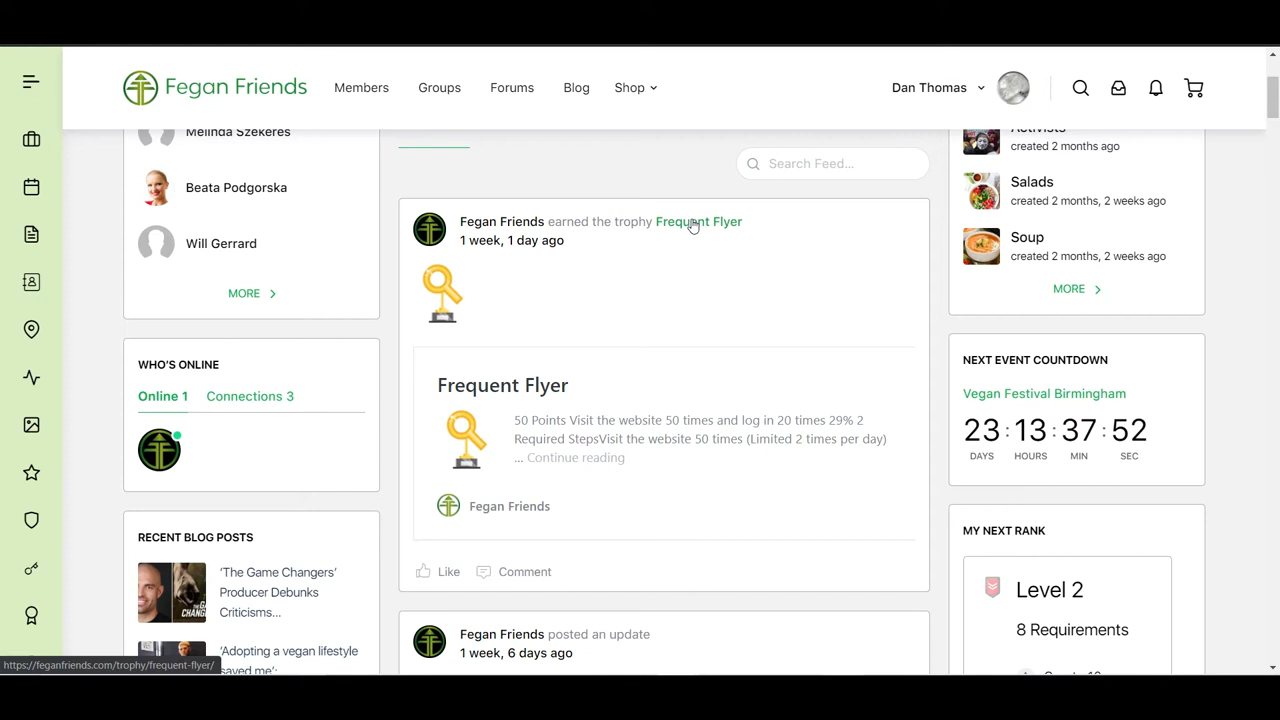 Fegan Friends
Members
Groups
Forums
Blog
Shop
Dan Thomas
Melinda Szekeres
Beata Podgorska
Will Gerrard
MORE
WHO'S ONLINE
Online 1
Connections 3
RECENT BLOG POSTS
'The Game Changers'
Producer Debunks
Criticisms...
'Adopting a vegan lifestyle
saved me':
https://feganfriends.com/trophy/frequent-flyer/
Search Feed...
Fegan Friends earned the trophy Frequent Flyer
1 week, 1 day ago
Frequent Flyer
50 Points Visit the website 50 times and log in 20 times 29% 2
Required StepsVisit the website 50 times (Limited 2 times per day)
... Continue reading
Fegan Friends
Like
Comment
Fegan Friends posted an update
1 week, 6 days ago
Activists
created 2 months ago
Salads
created 2 months, 2 weeks ago
Soup
created 2 months, 2 weeks ago
MORE
NEXT EVENT COUNTDOWN
Vegan Festival Birmingham
23 : 13 : 37 : 52
DAYS HOURS MIN SEC
MY NEXT RANK
Level 2
8 Requirements